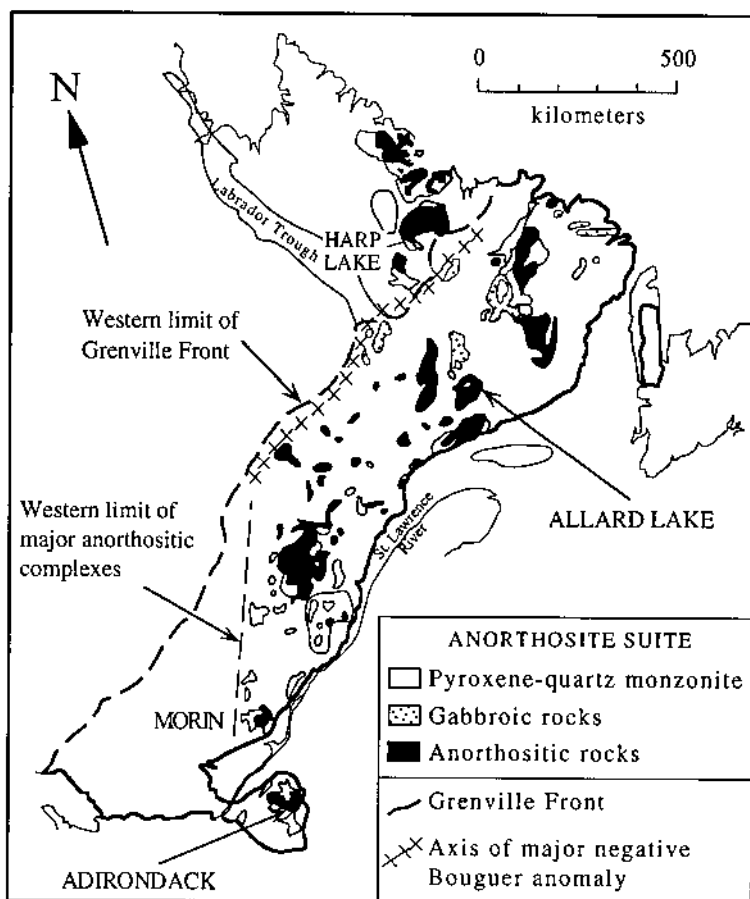 0 500
kilometers
N
Labrador Trough
HARP
LAKE
Western limit of
Grenville Front
Western limit of
major anorthositic
complexes
St. Lawrence
River
ALLARD LAKE
MORIN
ADIRONDACK
ANORTHOSITE SUITE
Pyroxene-quartz monzonite
Gabbroic rocks
Anorthositic rocks
Grenville Front
Axis of major negative
Bouguer anomaly